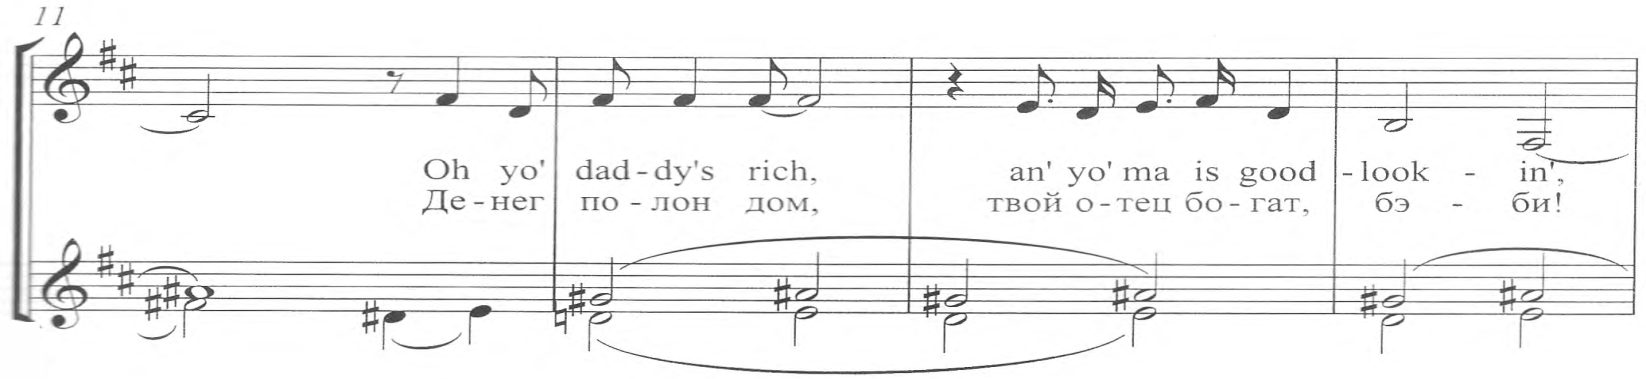 11
Oh yo' dad-dy's rich, an' yo' ma is good-look - in',
Де-нег по-лон дом, твой о-тец бо-гат, бэ - би!